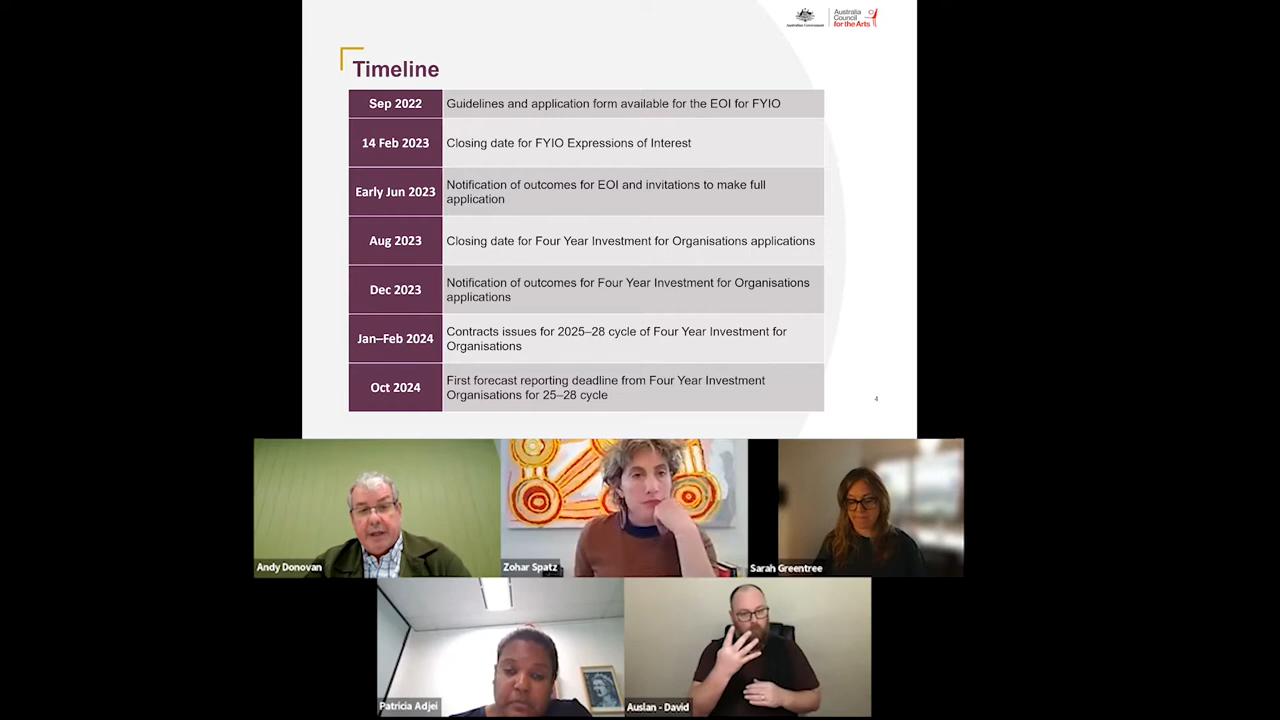 Australian Government
Australia
Council
for the Arts
Timeline
Sep 2022
Guidelines and application form available for the EOI for FYIO
14 Feb 2023
Closing date for FYIO Expressions of Interest
Early Jun 2023
Notification of outcomes for EOI and invitations to make full
application
Aug 2023
Closing date for Four Year Investment for Organisations applications
Dec 2023
Notification of outcomes for Four Year Investment for Organisations
applications
Jan–Feb 2024
Contracts issues for 2025–28 cycle of Four Year Investment for
Organisations
Oct 2024
First forecast reporting deadline from Four Year Investment
Organisations for 25–28 cycle
4
Andy Donovan
Zohar Spatz
Sarah Greentree
Patricia Adjei
Auslan - David